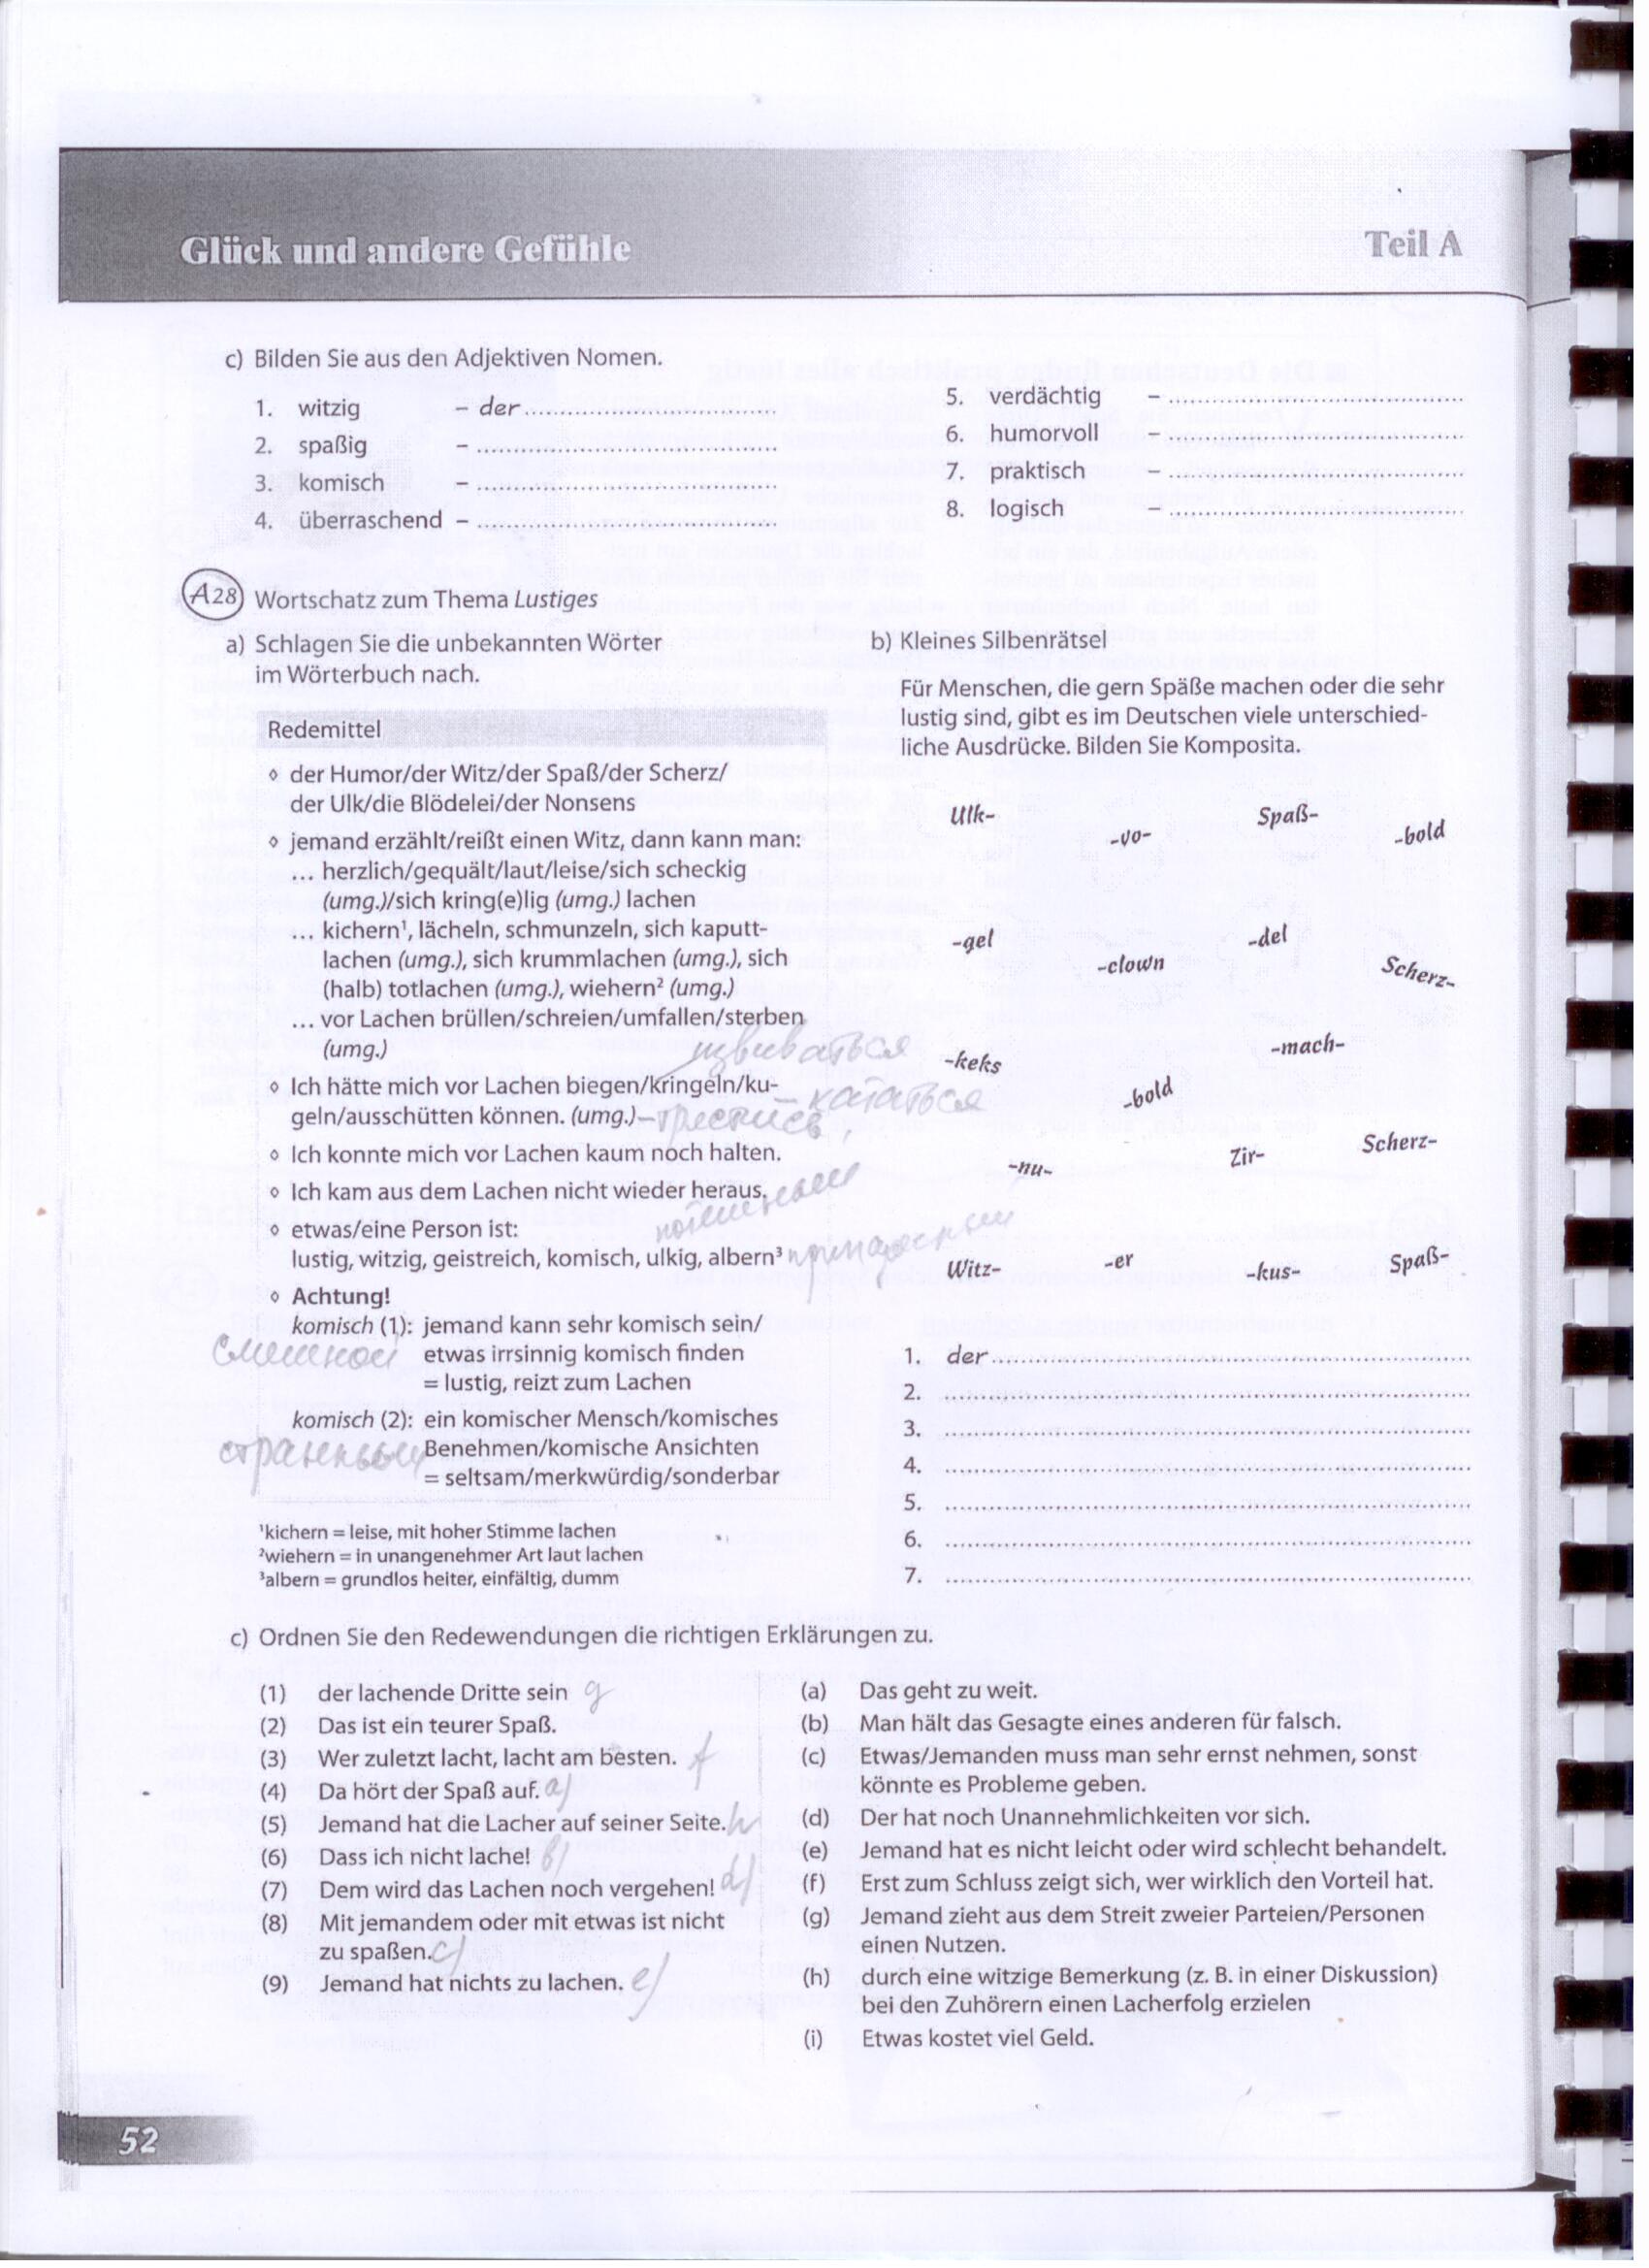 Glück und andere Gefühle
Teil A
c) Bilden Sie aus den Adjektiven Nomen.
1. witzig – der ........................................
2. spaßig – ........................................
3. komisch – ........................................
4. überraschend – ........................................
5. verdächtig – ........................................
6. humorvoll – ........................................
7. praktisch – ........................................
8. logisch – ........................................
A28 Wortschatz zum Thema Lustiges
a) Schlagen Sie die unbekannten Wörter
im Wörterbuch nach.
Redemittel
◊ der Humor/der Witz/der Spaß/der Scherz/
der Ulk/die Blödelei/der Nonsens
◊ jemand erzählt/reißt einen Witz, dann kann man:
... herzlich/gequält/laut/leise/sich scheckig
(umg.)/sich kring(e)lig (umg.) lachen
... kichern¹, lächeln, schmunzeln, sich kaputt-
lachen (umg.), sich krummlachen (umg.), sich
(halb) totlachen (umg.), wiehern² (umg.)
... vor Lachen brüllen/schreien/umfallen/sterben
(umg.)
извиваться
◊ Ich hätte mich vor Lachen biegen/kringeln/ku-
– кататься
geln/ausschütten können. (umg.) – трястись,
◊ Ich konnte mich vor Lachen kaum noch halten.
◊ Ich kam aus dem Lachen nicht wieder heraus.
потешный
◊ etwas/eine Person ist:
lustig, witzig, geistreich, komisch, ulkig, albern³
◊ Achtung!
komisch (1): jemand kann sehr komisch sein/
смешной etwas irrsinnig komisch finden
= lustig, reizt zum Lachen
komisch (2): ein komischer Mensch/komisches
странный Benehmen/komische Ansichten
= seltsam/merkwürdig/sonderbar
¹kichern = leise, mit hoher Stimme lachen
²wiehern = in unangenehmer Art laut lachen
³albern = grundlos heiter, einfältig, dumm
b) Kleines Silbenrätsel
Für Menschen, die gern Späße machen oder die sehr
lustig sind, gibt es im Deutschen viele unterschied-
liche Ausdrücke. Bilden Sie Komposita.
Ulk- -vo- Spaß- -bold
-gel -clown -del Scherz-
-keks -bold -mach-
-nu- Zir- Scherz-
Witz- -er -kus- Spaß-
1. der ........................................
2. ........................................
3. ........................................
4. ........................................
5. ........................................
6. ........................................
7. ........................................
c) Ordnen Sie den Redewendungen die richtigen Erklärungen zu.
(1) der lachende Dritte sein g
(2) Das ist ein teurer Spaß.
(3) Wer zuletzt lacht, lacht am besten. f
(4) Da hört der Spaß auf. a)
(5) Jemand hat die Lacher auf seiner Seite. h
(6) Dass ich nicht lache! b)
(7) Dem wird das Lachen noch vergehen! d)
(8) Mit jemandem oder mit etwas ist nicht
zu spaßen. c)
(9) Jemand hat nichts zu lachen. e)
(a) Das geht zu weit.
(b) Man hält das Gesagte eines anderen für falsch.
(c) Etwas/Jemanden muss man sehr ernst nehmen, sonst
könnte es Probleme geben.
(d) Der hat noch Unannehmlichkeiten vor sich.
(e) Jemand hat es nicht leicht oder wird schlecht behandelt.
(f) Erst zum Schluss zeigt sich, wer wirklich den Vorteil hat.
(g) Jemand zieht aus dem Streit zweier Parteien/Personen
einen Nutzen.
(h) durch eine witzige Bemerkung (z. B. in einer Diskussion)
bei den Zuhörern einen Lacherfolg erzielen
(i) Etwas kostet viel Geld.
52